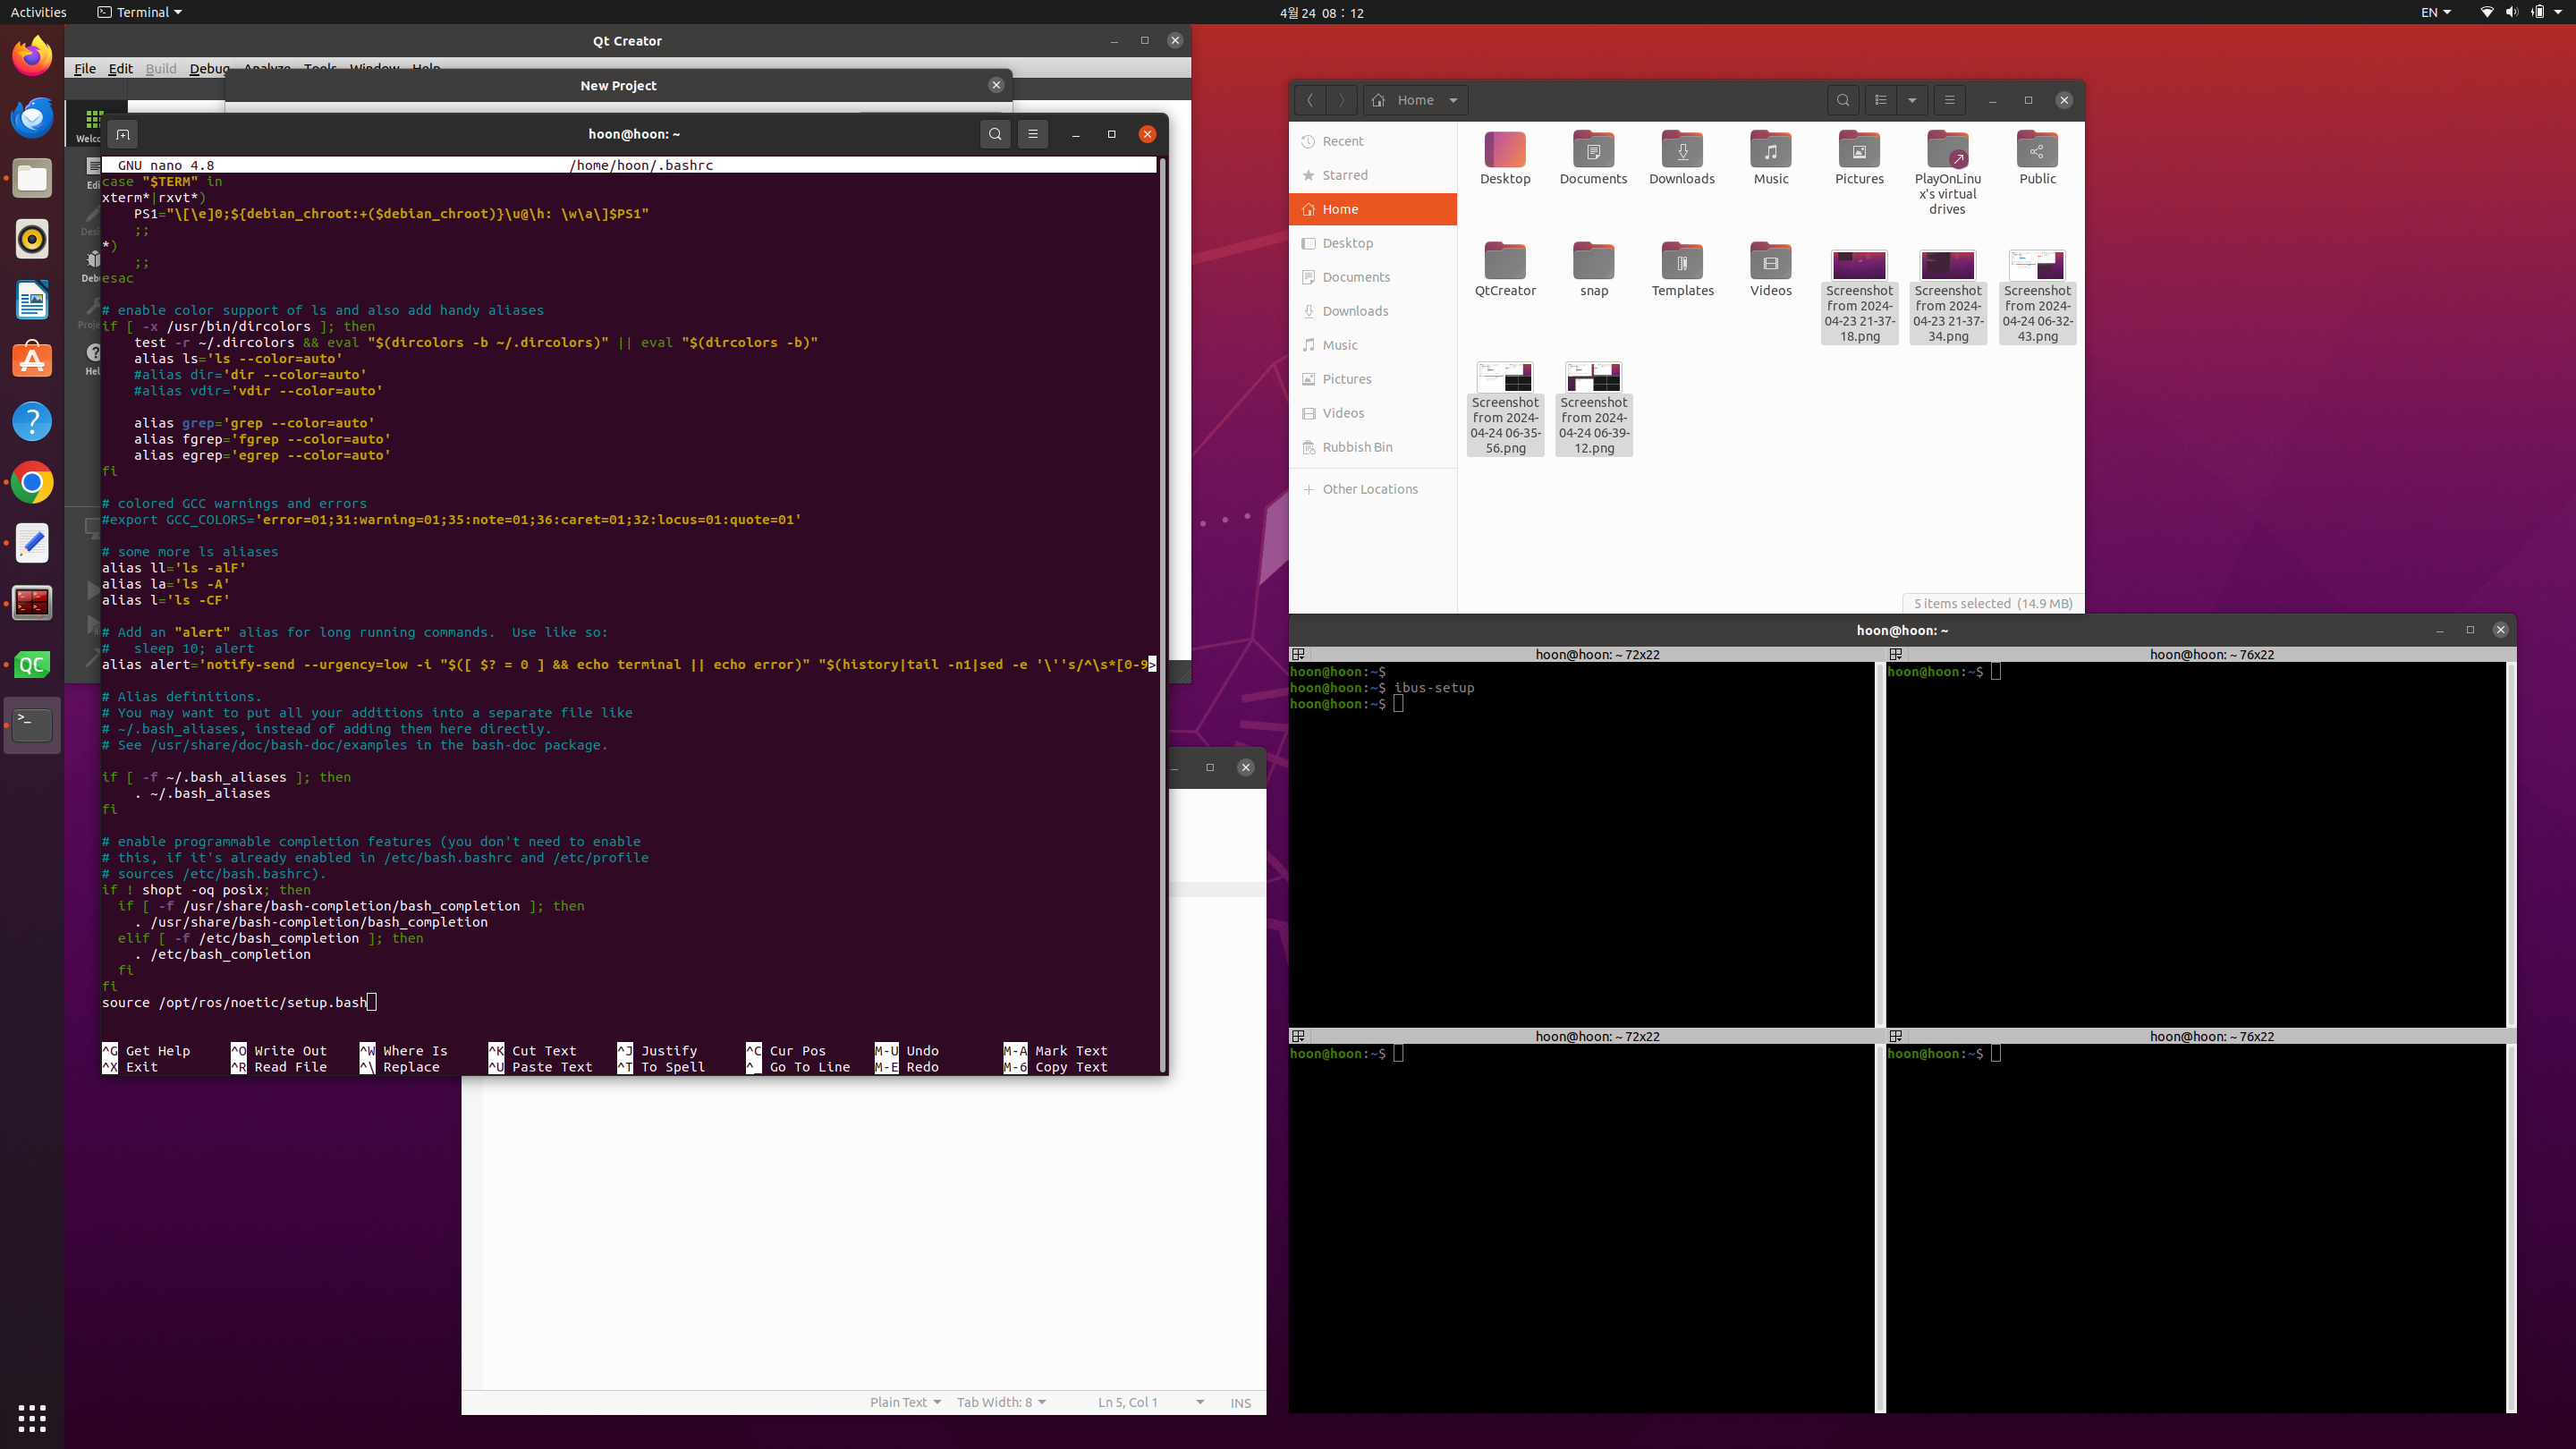 Activities
Terminal
4월 24 08 : 12
EN
Qt Creator
File Edit Build Debug Analyze Tools Window Help
New Project
hoon@hoon: ~
GNU nano 4.8 /home/hoon/.bashrc
case "$TERM" in
xterm*|rxvt*)
    PS1="\[\e]0;${debian_chroot:+($debian_chroot)}\u@\h: \w\a\]$PS1"
    ;;
*)
    ;;
esac
# enable color support of ls and also add handy aliases
if [ -x /usr/bin/dircolors ]; then
    test -r ~/.dircolors && eval "$(dircolors -b ~/.dircolors)" || eval "$(dircolors -b)"
    alias ls='ls --color=auto'
    #alias dir='dir --color=auto'
    #alias vdir='vdir --color=auto'
    alias grep='grep --color=auto'
    alias fgrep='fgrep --color=auto'
    alias egrep='egrep --color=auto'
fi
# colored GCC warnings and errors
#export GCC_COLORS='error=01;31:warning=01;35:note=01;36:caret=01;32:locus=01:quote=01'
# some more ls aliases
alias ll='ls -alF'
alias la='ls -A'
alias l='ls -CF'
# Add an "alert" alias for long running commands.  Use like so:
#   sleep 10; alert
alias alert='notify-send --urgency=low -i "$([ $? = 0 ] && echo terminal || echo error)" "$(history|tail -n1|sed -e '\''s/^\s*[0-9>
# Alias definitions.
# You may want to put all your additions into a separate file like
# ~/.bash_aliases, instead of adding them here directly.
# See /usr/share/doc/bash-doc/examples in the bash-doc package.
if [ -f ~/.bash_aliases ]; then
    . ~/.bash_aliases
fi
# enable programmable completion features (you don't need to enable
# this, if it's already enabled in /etc/bash.bashrc and /etc/profile
# sources /etc/bash.bashrc).
if ! shopt -oq posix; then
  if [ -f /usr/share/bash-completion/bash_completion ]; then
    . /usr/share/bash-completion/bash_completion
  elif [ -f /etc/bash_completion ]; then
    . /etc/bash_completion
  fi
fi
source /opt/ros/noetic/setup.bash
^G Get Help ^O Write Out ^W Where Is ^K Cut Text ^J Justify ^C Cur Pos M-U Undo M-A Mark Text
^X Exit ^R Read File ^\ Replace ^U Paste Text ^T To Spell ^_ Go To Line M-E Redo M-6 Copy Text
Plain Text Tab Width: 8 Ln 5, Col 1 INS
QC
Home
Recent
Starred
Home
Desktop
Documents
Downloads
Music
Pictures
Videos
Rubbish Bin
Other Locations
Desktop
Documents
Downloads
Music
Pictures
PlayOnLinu
x's virtual
drives
Public
QtCreator
snap
Templates
Videos
Screenshot
from 2024-
04-23 21-37-
18.png
Screenshot
from 2024-
04-23 21-37-
34.png
Screenshot
from 2024-
04-24 06-32-
43.png
Screenshot
from 2024-
04-24 06-35-
56.png
Screenshot
from 2024-
04-24 06-39-
12.png
5 items selected (14.9 MB)
hoon@hoon: ~
hoon@hoon: ~ 72x22
hoon@hoon:~$
hoon@hoon:~$ ibus-setup
hoon@hoon:~$
hoon@hoon: ~ 76x22
hoon@hoon:~$
hoon@hoon: ~ 72x22
hoon@hoon:~$
hoon@hoon: ~ 76x22
hoon@hoon:~$